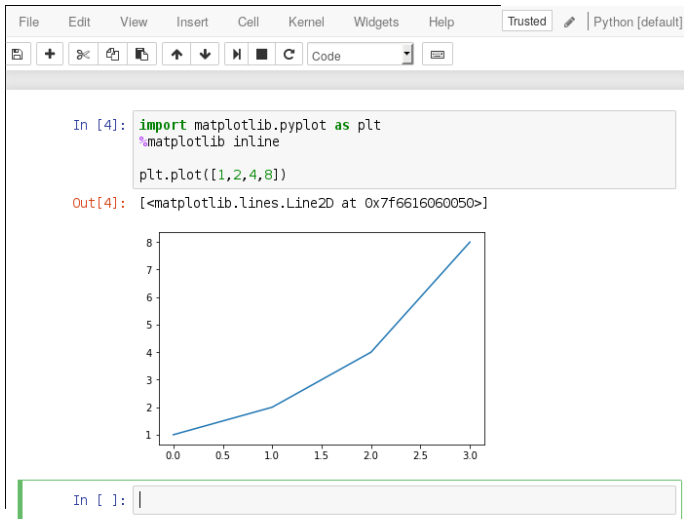 File Edit View Insert Cell Kernel Widgets Help Trusted Python [default]
Code
In [4]: import matplotlib.pyplot as plt
%matplotlib inline
plt.plot([1,2,4,8])
Out[4]: [<matplotlib.lines.Line2D at 0x7f6616060050>]
8
7
6
5
4
3
2
1
0.0 0.5 1.0 1.5 2.0 2.5 3.0
In [ ]: